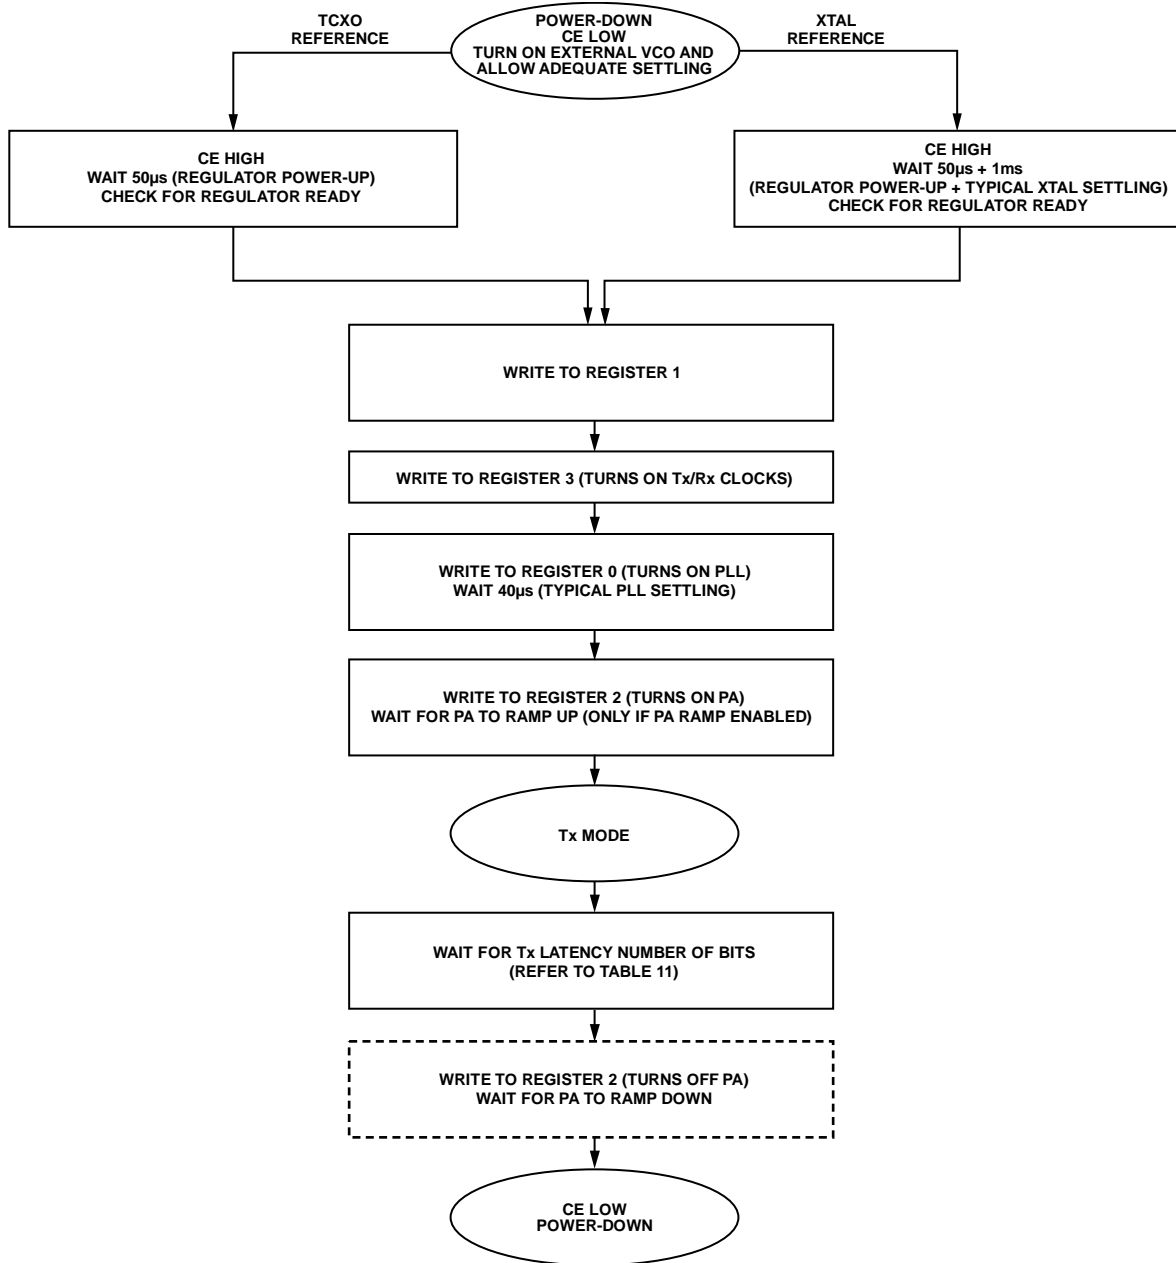 TCXO
REFERENCE
POWER-DOWN
CE LOW
TURN ON EXTERNAL VCO AND
ALLOW ADEQUATE SETTLING
XTAL
REFERENCE
CE HIGH
WAIT 50µs (REGULATOR POWER-UP)
CHECK FOR REGULATOR READY
CE HIGH
WAIT 50µs + 1ms
(REGULATOR POWER-UP + TYPICAL XTAL SETTLING)
CHECK FOR REGULATOR READY
WRITE TO REGISTER 1
WRITE TO REGISTER 3 (TURNS ON Tx/Rx CLOCKS)
WRITE TO REGISTER 0 (TURNS ON PLL)
WAIT 40µs (TYPICAL PLL SETTLING)
WRITE TO REGISTER 2 (TURNS ON PA)
WAIT FOR PA TO RAMP UP (ONLY IF PA RAMP ENABLED)
Tx MODE
WAIT FOR Tx LATENCY NUMBER OF BITS
(REFER TO TABLE 11)
WRITE TO REGISTER 2 (TURNS OFF PA)
WAIT FOR PA TO RAMP DOWN
CE LOW
POWER-DOWN